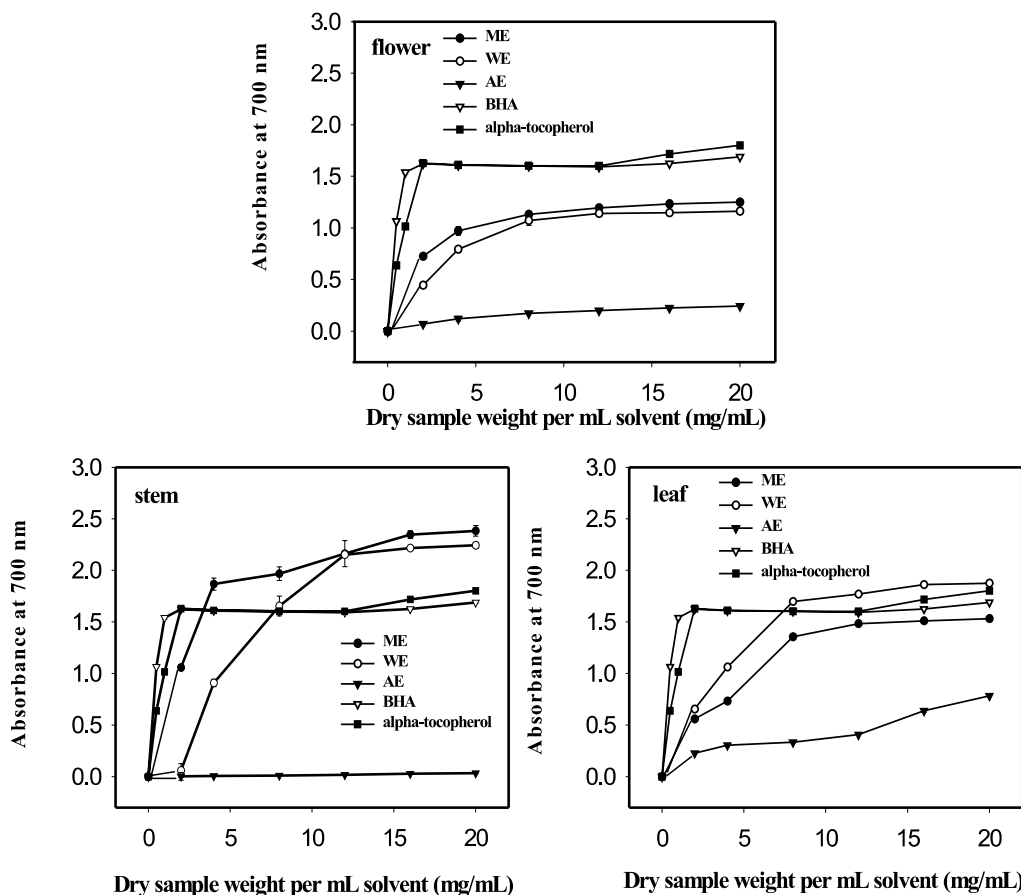 flower
ME
WE
AE
BHA
alpha-tocopherol
Absorbance at 700 nm
3.0
2.5
2.0
1.5
1.0
0.5
0.0
0 5 10 15 20
Dry sample weight per mL solvent (mg/mL)
stem
ME
WE
AE
BHA
alpha-tocopherol
Absorbance at 700 nm
3.0
2.5
2.0
1.5
1.0
0.5
0.0
0 5 10 15 20
Dry sample weight per mL solvent (mg/mL)
leaf
ME
WE
AE
BHA
alpha-tocopherol
Absorbance at 700 nm
3.0
2.5
2.0
1.5
1.0
0.5
0.0
0 5 10 15 20
Dry sample weight per mL solvent (mg/mL)